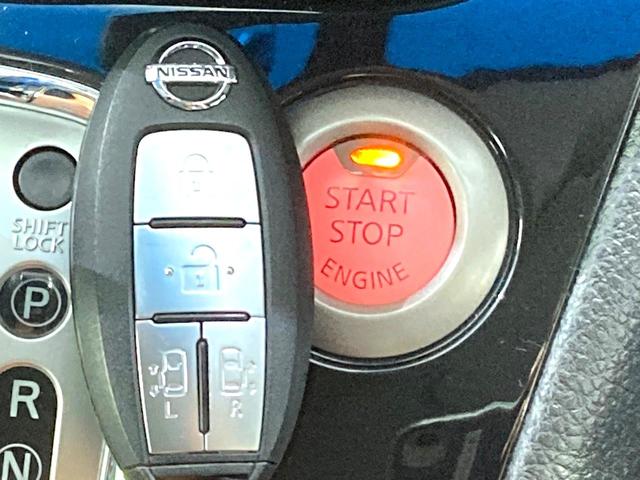 NISSAN
START
STOP
ENGINE
SHIFT
LOCK
P
R
N
L R